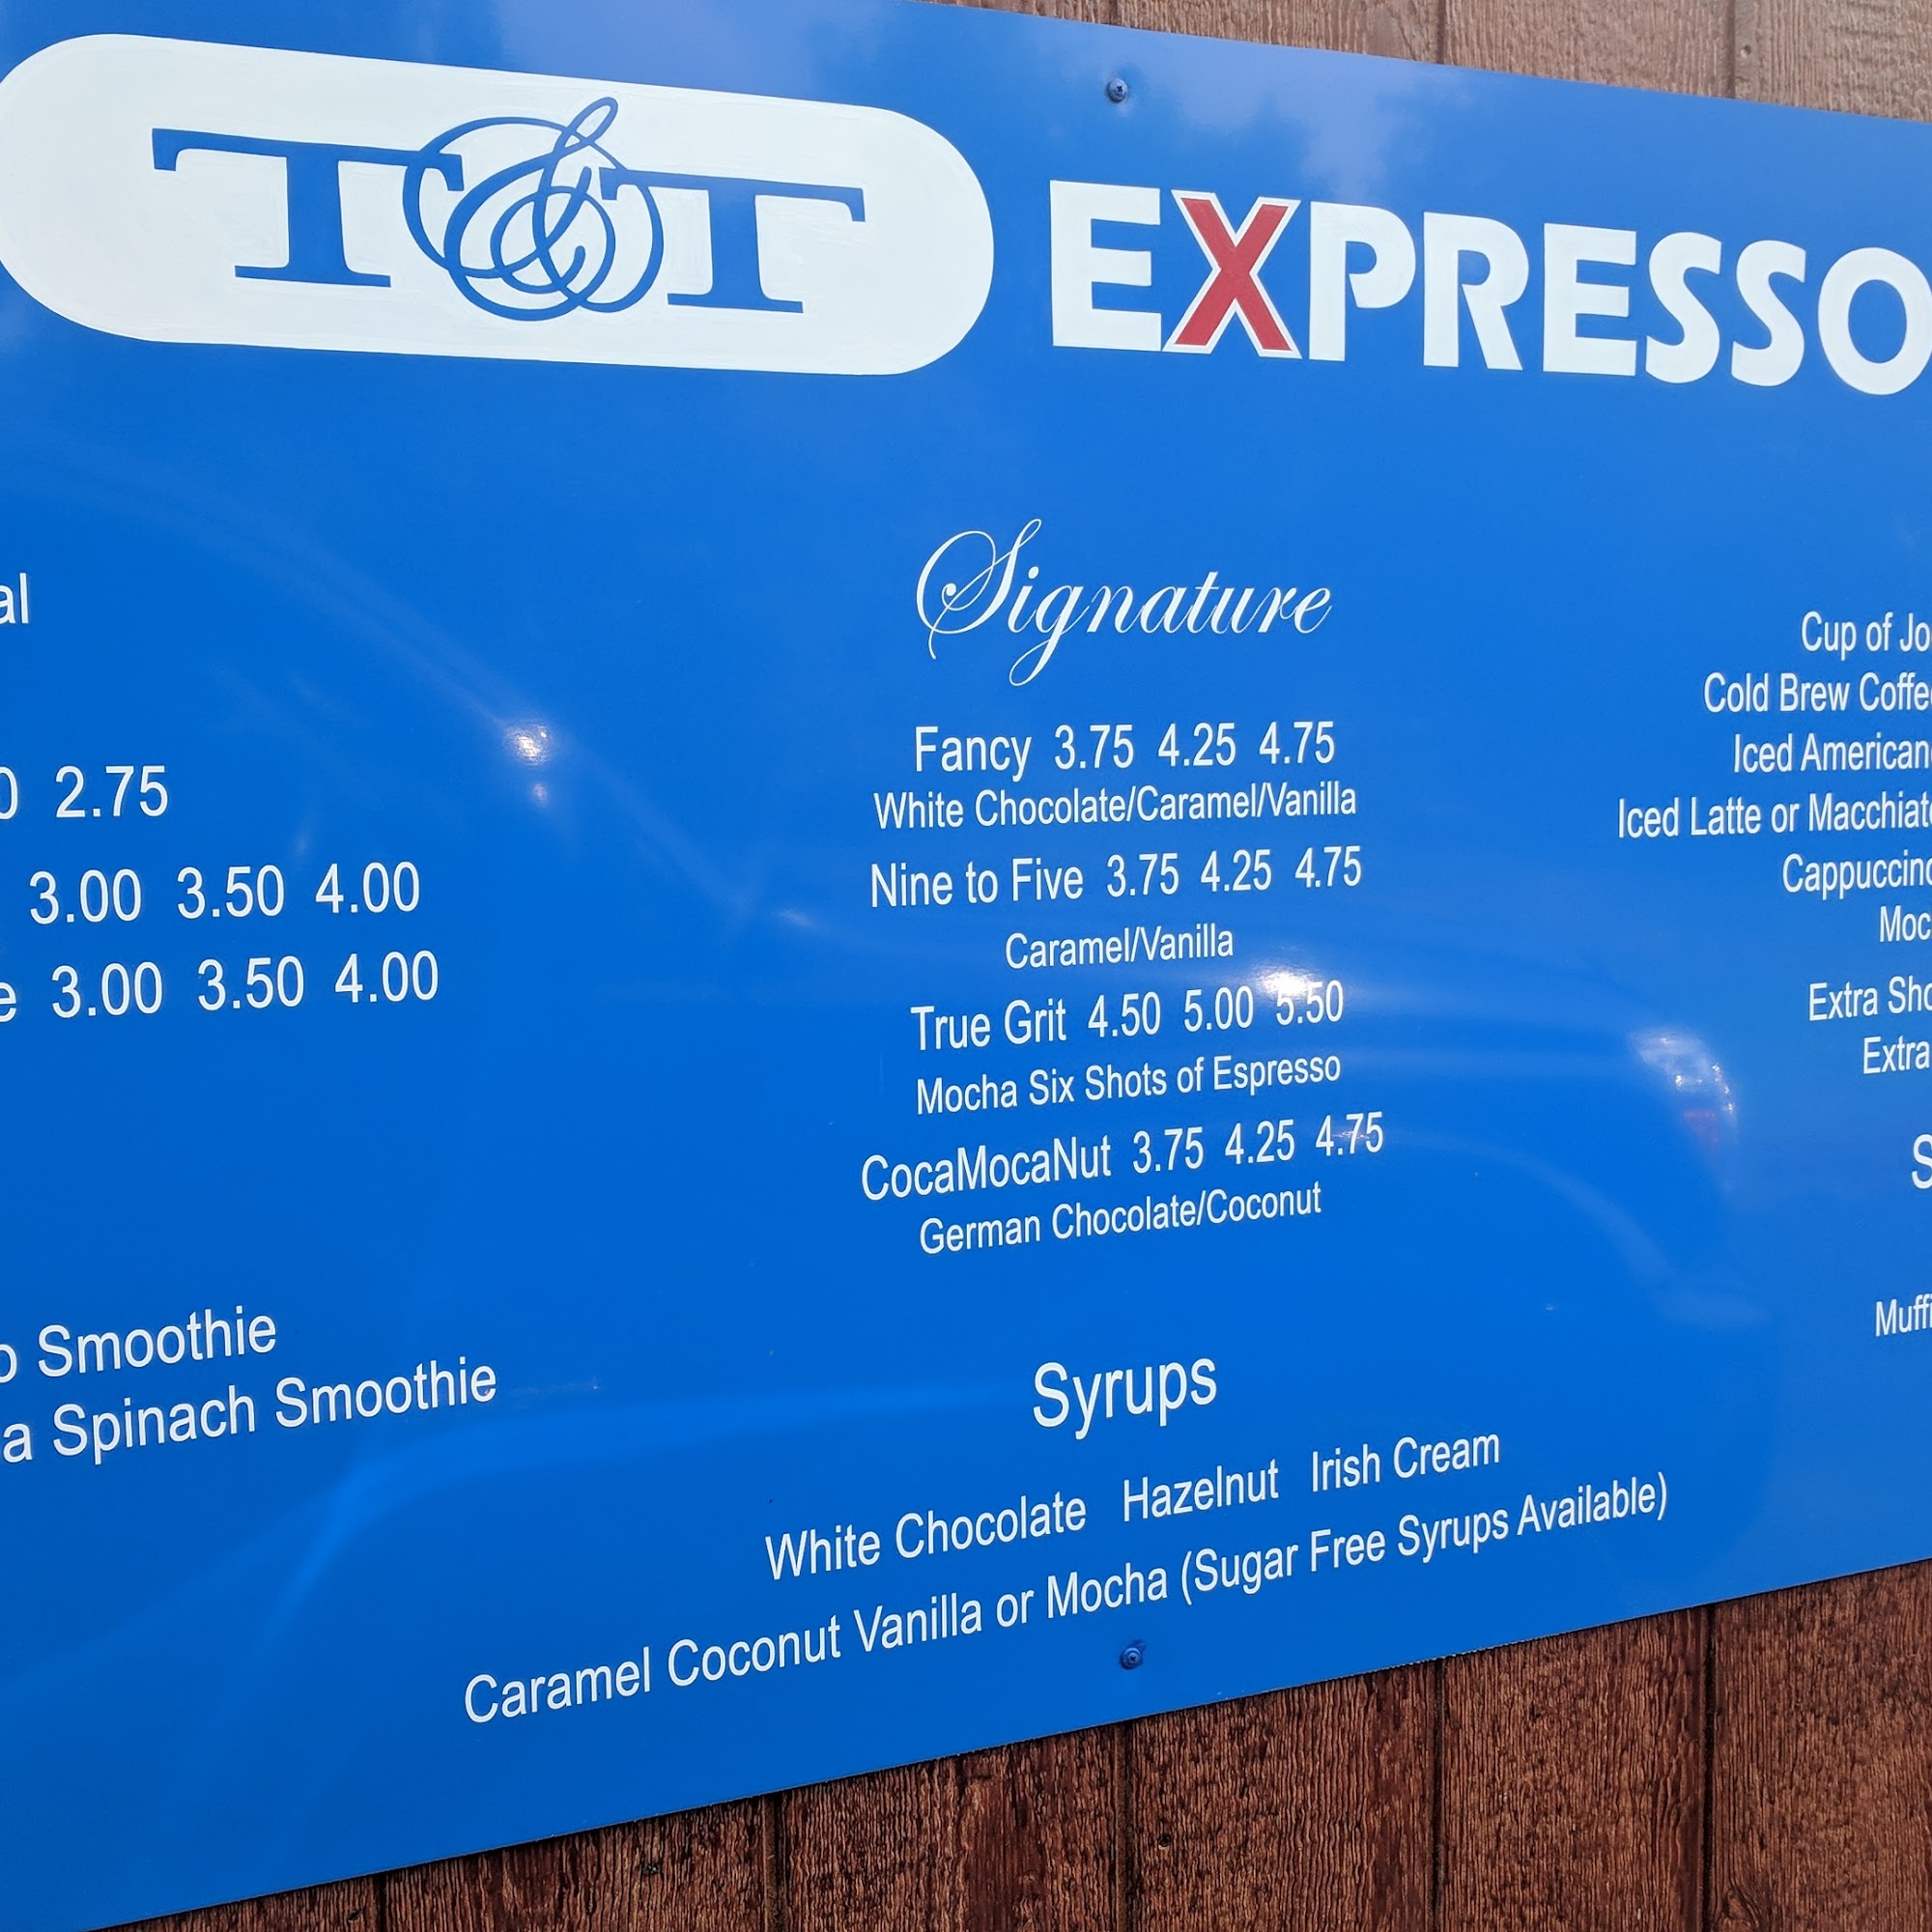 T&T EXPRESSO
al
2.75
3.00 3.50 4.00
3.00 3.50 4.00
Smoothie
Spinach Smoothie
Signature
Fancy 3.75 4.25 4.75
White Chocolate/Caramel/Vanilla
Nine to Five 3.75 4.25 4.75
Caramel/Vanilla
True Grit 4.50 5.00 5.50
Mocha Six Shots of Espresso
CocaMocaNut 3.75 4.25 4.75
German Chocolate/Coconut
Syrups
White Chocolate Hazelnut Irish Cream
Caramel Coconut Vanilla or Mocha (Sugar Free Syrups Available)
Cup of Jo
Cold Brew Coffe
Iced American
Iced Latte or Macchiat
Cappuccin
Moc
Extra Sho
Extra
S
Muffi